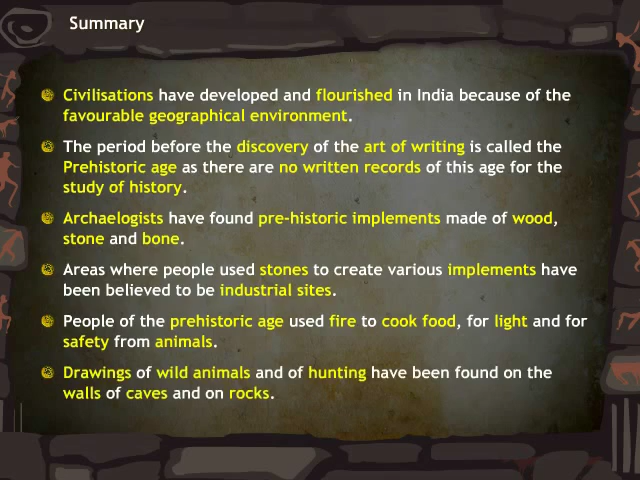 Summary
Civilisations have developed and flourished in India because of the
favourable geographical environment.
The period before the discovery of the art of writing is called the
Prehistoric age as there are no written records of this age for the
study of history.
Archaelogists have found pre-historic implements made of wood,
stone and bone.
Areas where people used stones to create various implements have
been believed to be industrial sites.
People of the prehistoric age used fire to cook food, for light and for
safety from animals.
Drawings of wild animals and of hunting have been found on the
walls of caves and on rocks.